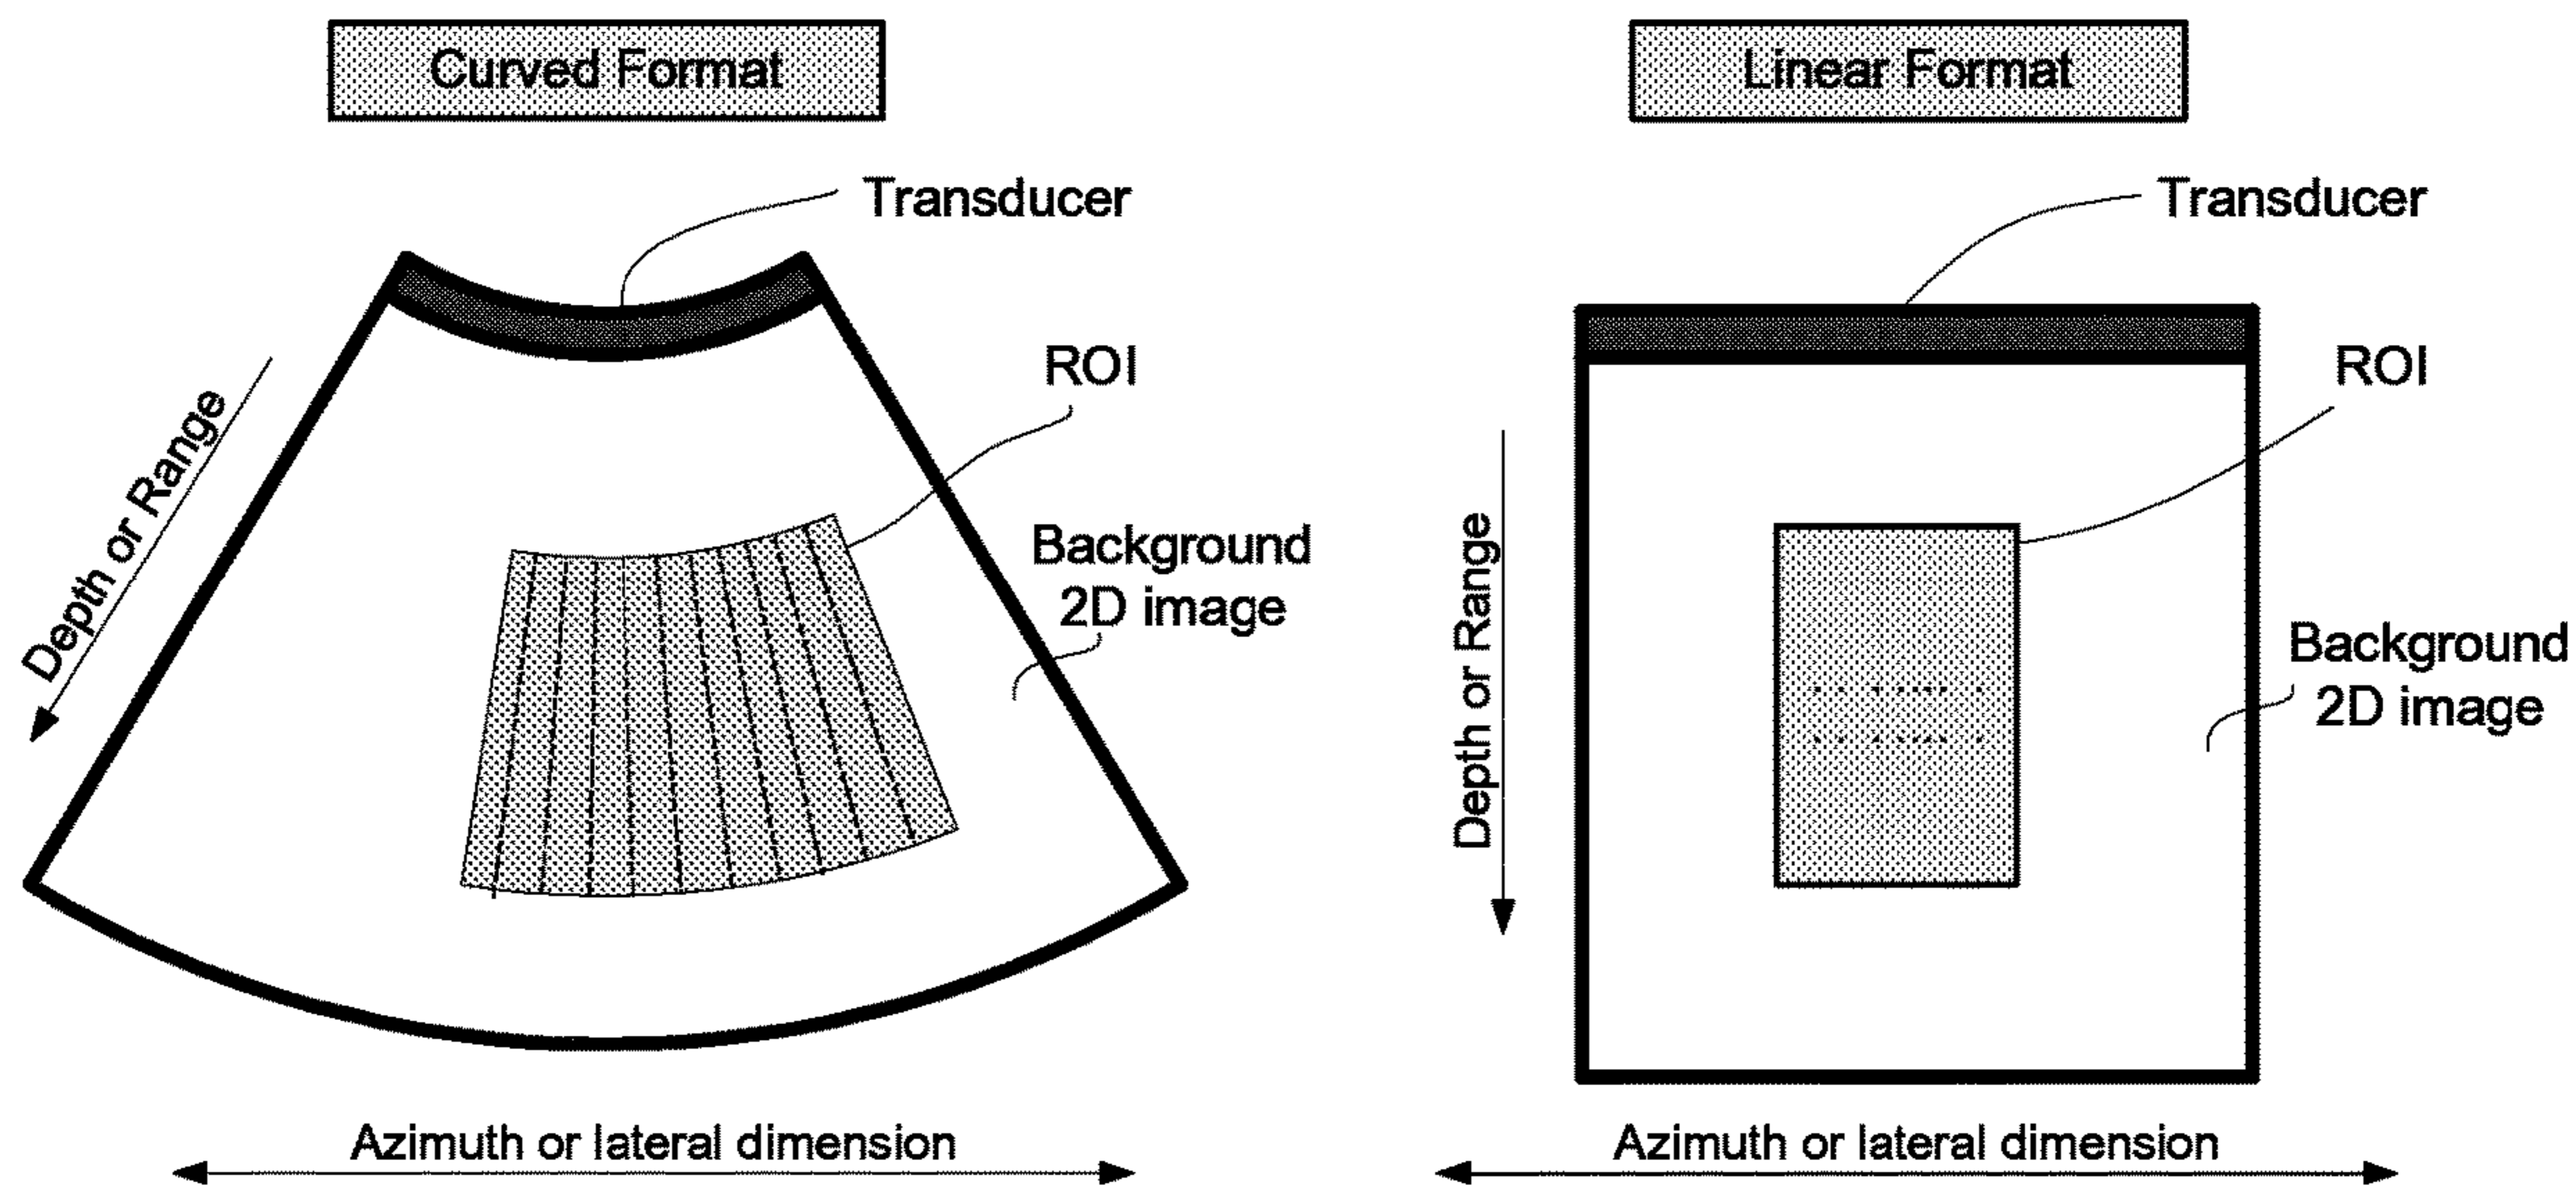 Curved Format
Transducer
ROI
Depth or Range
Background
2D image
Azimuth or lateral dimension
Linear Format
Transducer
ROI
Depth or Range
Background
2D image
Azimuth or lateral dimension